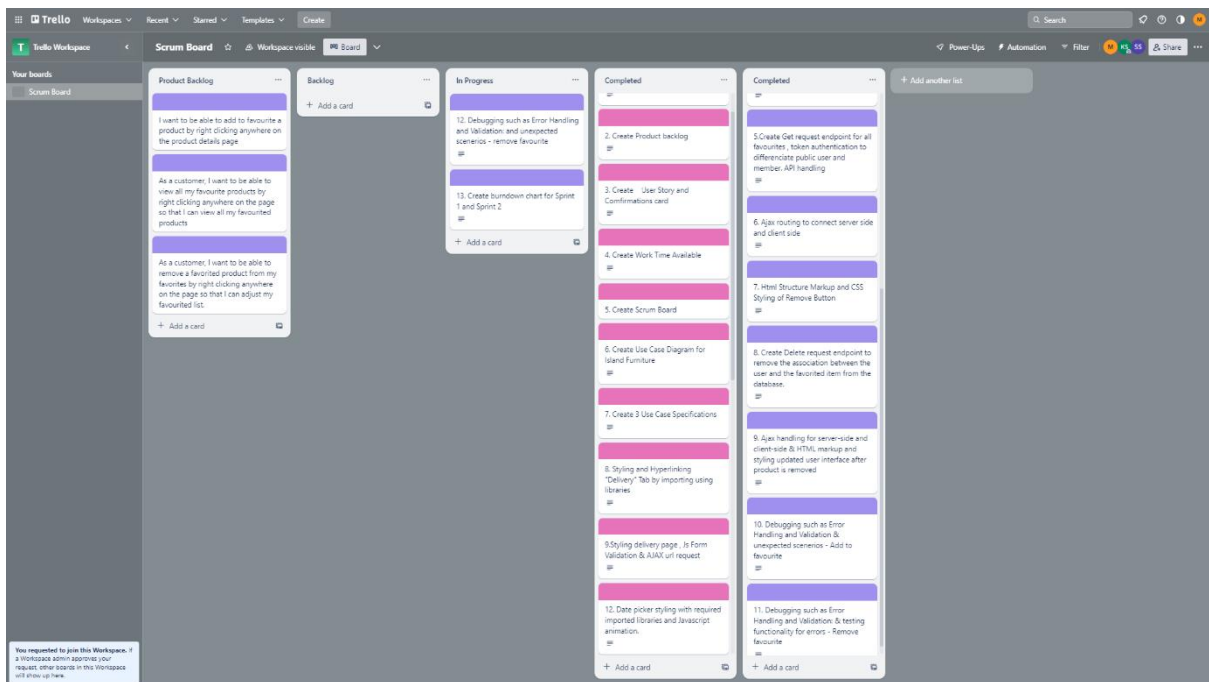 Trello Workspaces Recent Starred Templates Create Search M
T Trello Workspace Scrum Board Workspace visible Board Power-Ups Automation Filter M KS SS Share
Your boards
Scrum Board
You requested to join this Workspace. If
a Workspace admin approves your
request, other boards in this Workspace
will show up here.
Product Backlog
I want to be able to add to favourite a
product by right clicking anywhere on
the product details page
As a customer, I want to be able to
view all my favourite products by
right clicking anywhere on the page
so that I can view all my favourited
products
As a customer, I want to be able to
remove a favorited product from my
favorites by right clicking anywhere
on the page so that I can adjust my
favourited list.
+ Add a card
Backlog
+ Add a card
In Progress
12. Debugging such as Error Handling
and Validation: and unexpected
scenerios - remove favourite
13. Create burndown chart for Sprint
1 and Sprint 2
+ Add a card
Completed
2. Create Product backlog
3. Create User Story and
Comfirmations card
4. Create Work Time Available
5. Create Scrum Board
6. Create Use Case Diagram for
Island Furniture
7. Create 3 Use Case Specifications
8. Styling and Hyperlinking
"Delivery" Tab by importing using
libraries
9.Styling delivery page , Js Form
Validation & AJAX url request
12. Date picker styling with required
imported libraries and Javascript
animation.
+ Add a card
Completed
5.Create Get request endpoint for all
favourites , token authentication to
differenciate public user and
member. API handling
6. Ajax routing to connect server side
and client side
7. Html Structure Markup and CSS
Styling of Remove Button
8. Create Delete request endpoint to
remove the association between the
user and the favorited item from the
database.
9. Ajax handling for server-side and
client-side & HTML markup and
styling updated user interface after
product is removed
10. Debugging such as Error
Handling and Validation &
unexpected scenerios - Add to
favourite
11. Debugging such as Error
Handling and Validation: & testing
functionality for errors - Remove
favourite
+ Add a card
+ Add another list